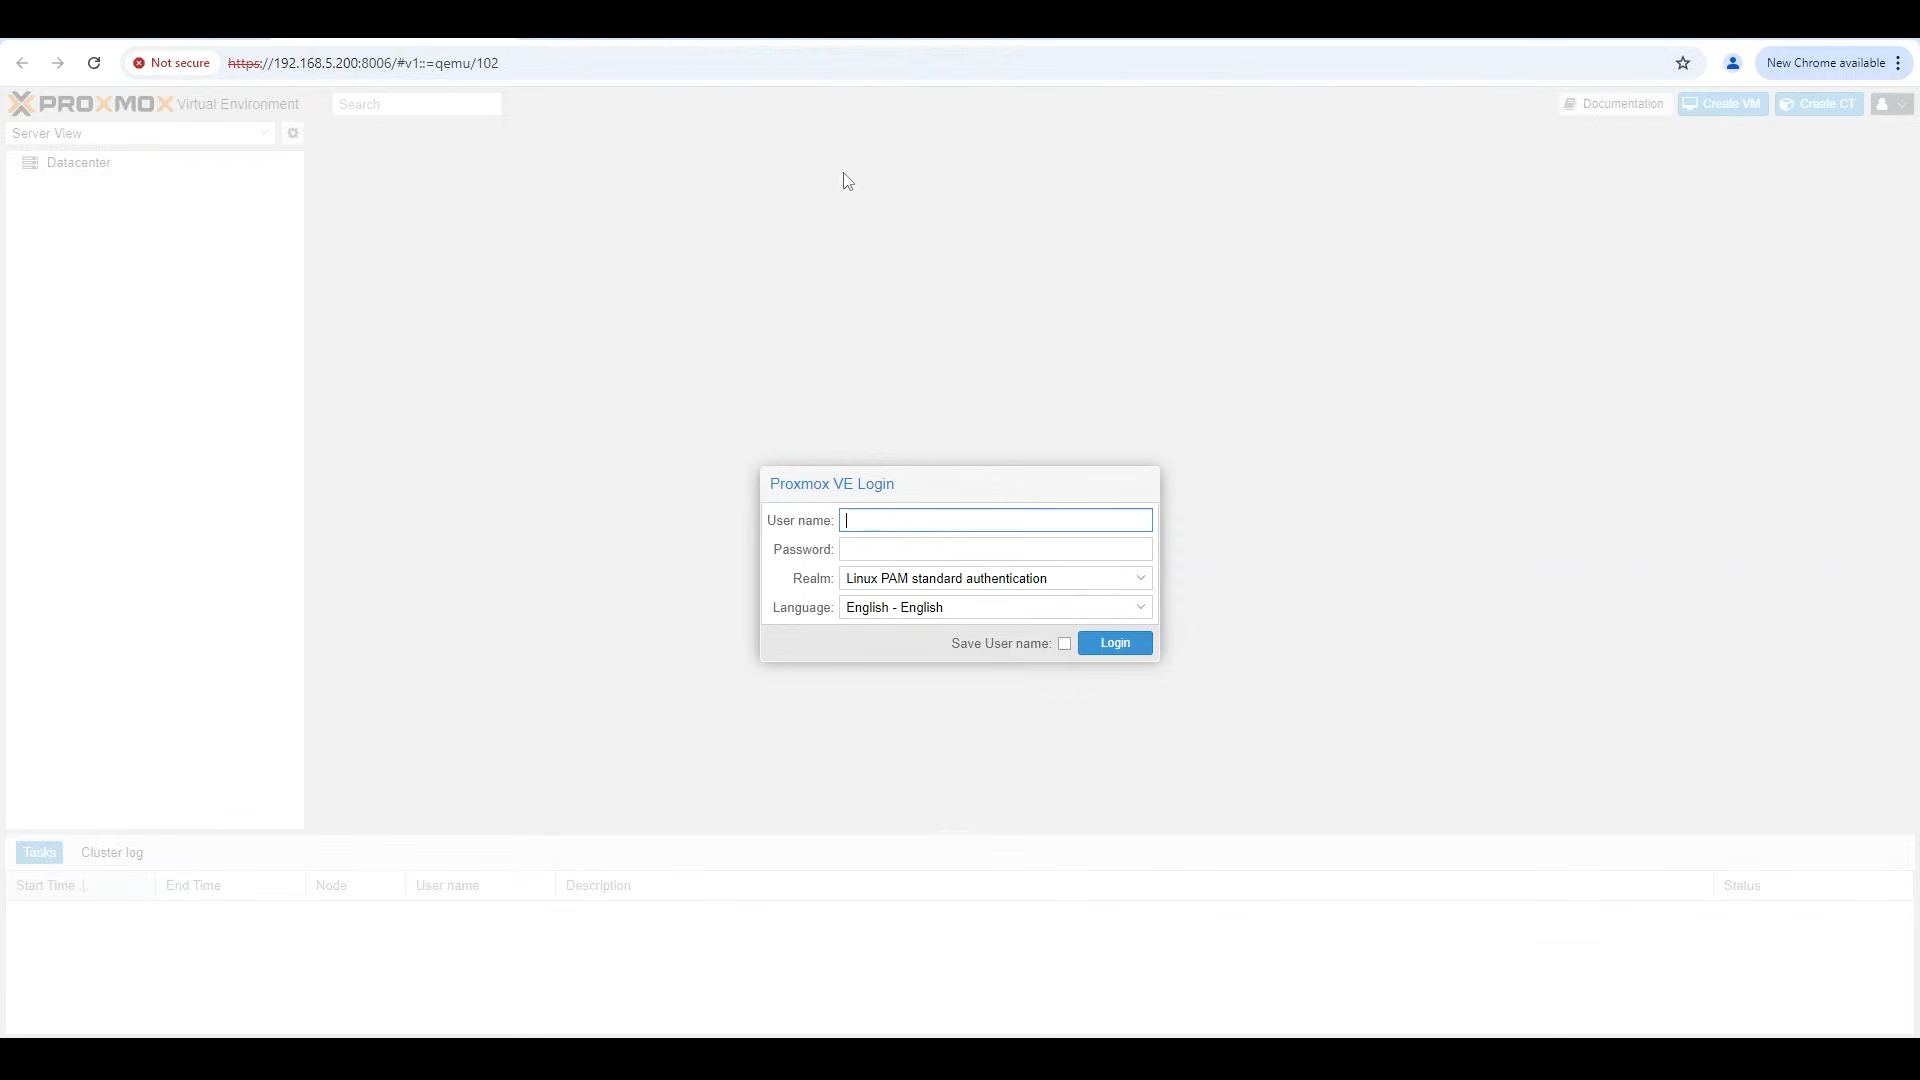 Not secure https://192.168.5.200:8006/#v1::=qemu/102 New Chrome available
PROXMOX Virtual Environment Search Documentation Create VM Create CT
Server View
Datacenter
Proxmox VE Login
User name:
Password:
Realm: Linux PAM standard authentication
Language: English - English
Save User name: Login
Tasks Cluster log
Start Time End Time Node User name Description Status